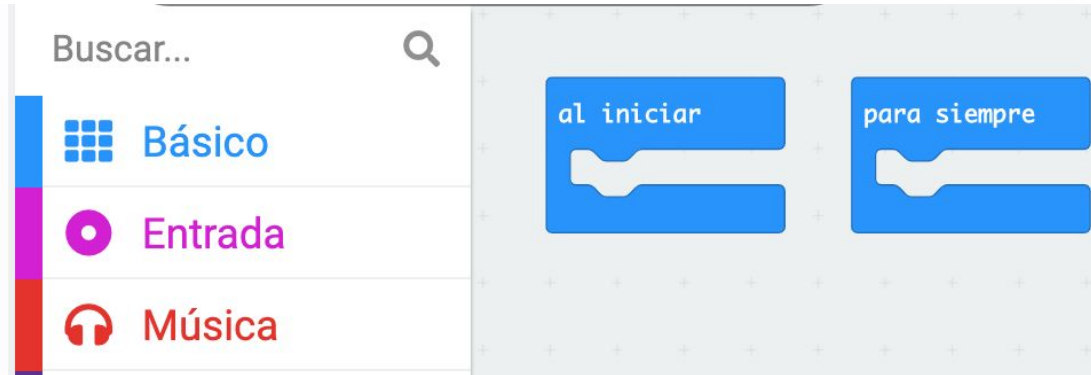 Buscar...
Básico
Entrada
Música
al iniciar
para siempre